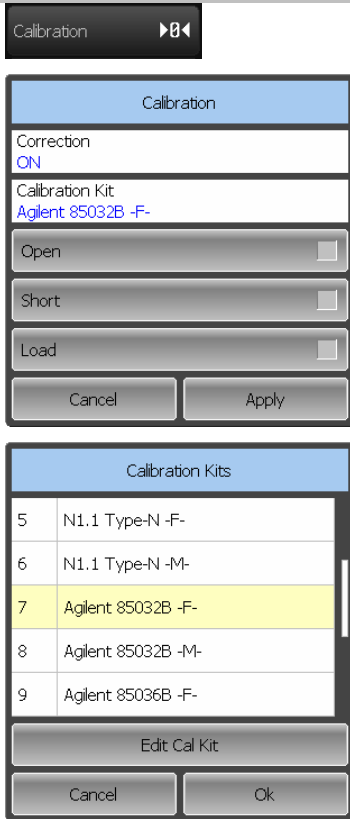 Calibration ▶0◀
Calibration
Correction
ON
Calibration Kit
Agilent 85032B -F-
Open
Short
Load
Cancel Apply
Calibration Kits
5 N1.1 Type-N -F-
6 N1.1 Type-N -M-
7 Agilent 85032B -F-
8 Agilent 85032B -M-
9 Agilent 85036B -F-
Edit Cal Kit
Cancel Ok